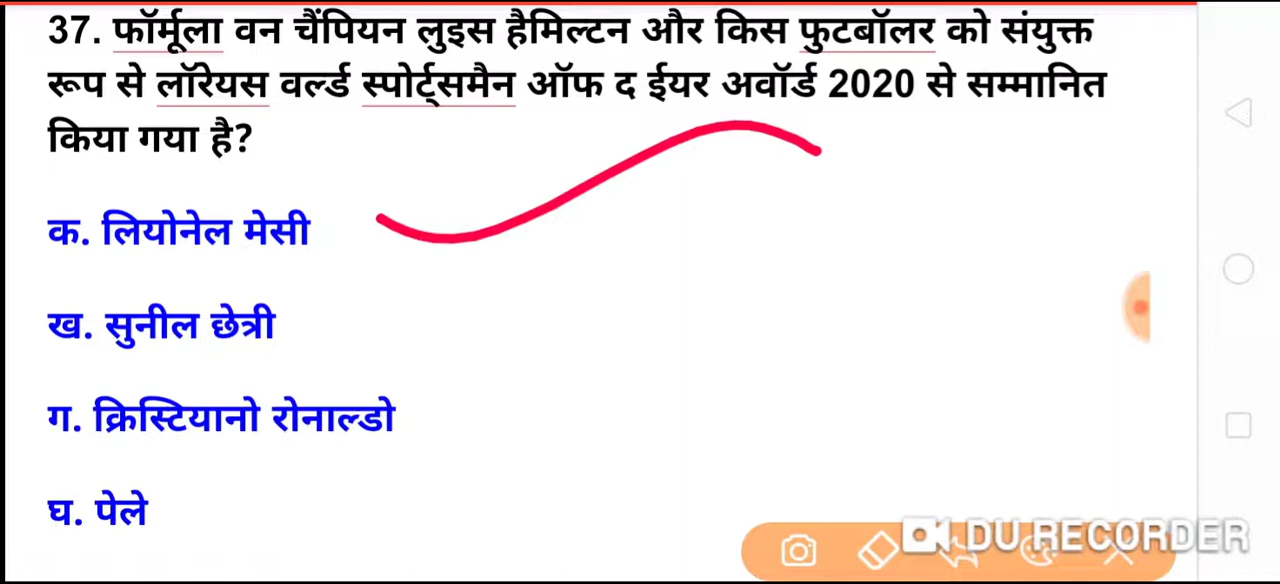 37. फॉर्मूला वन चैंपियन लुइस हैमिल्टन और किस फुटबॉलर को संयुक्त
रूप से लॉरेयस वर्ल्ड स्पोर्ट्समैन ऑफ द ईयर अवॉर्ड 2020 से सम्मानित
किया गया है?
क. लियोनेल मेसी
ख. सुनील छेत्री
ग. क्रिस्टियानो रोनाल्डो
घ. पेले
DU RECORDER